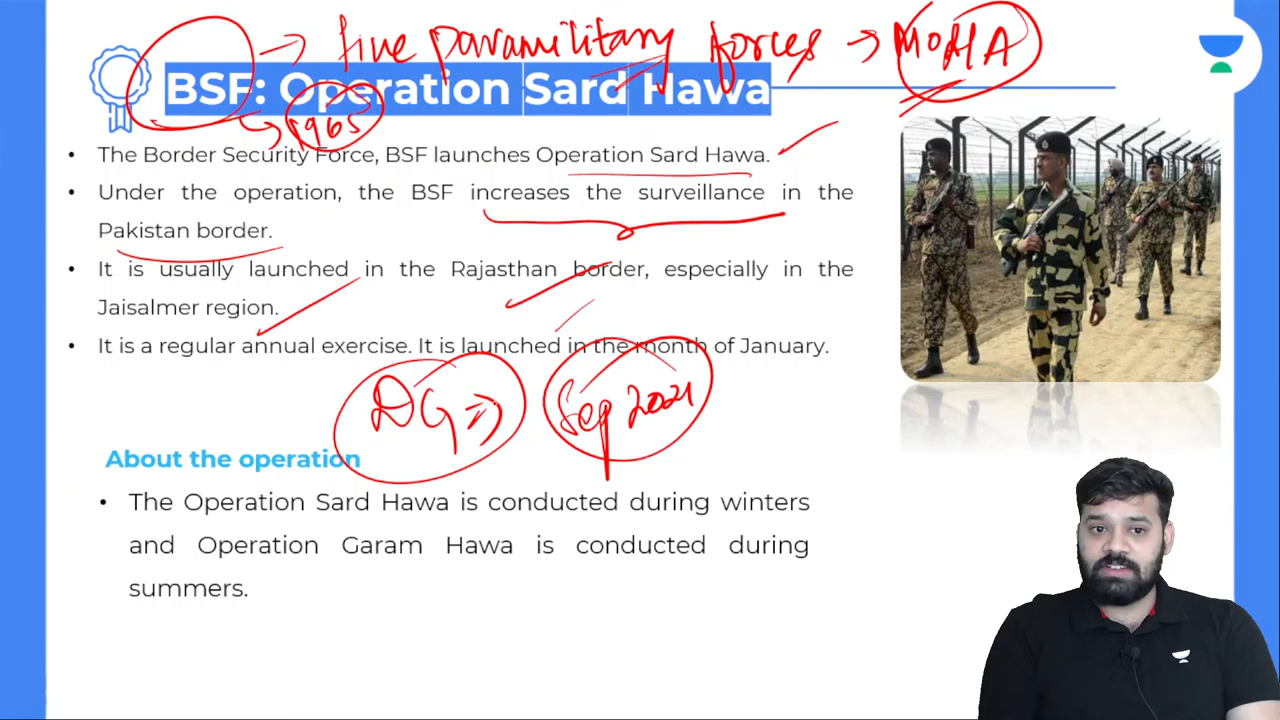 → five paramilitary forces → MoHA
BSF: Operation Sard Hawa
1965
• The Border Security Force, BSF launches Operation Sard Hawa.
• Under the operation, the BSF increases the surveillance in the
Pakistan border.
• It is usually launched in the Rajasthan border, especially in the
Jaisalmer region.
• It is a regular annual exercise. It is launched in the month of January.
DG ⇒ Sep 2021
About the operation
• The Operation Sard Hawa is conducted during winters
and Operation Garam Hawa is conducted during
summers.